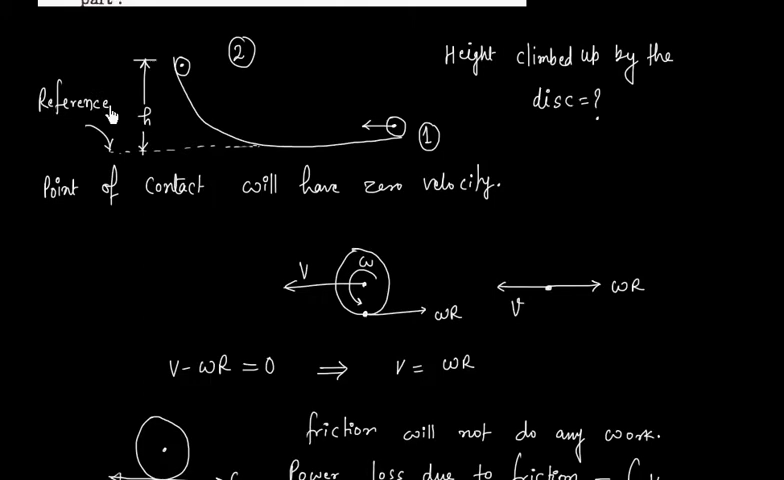 part?
②
Height climbed up by the
disc = ?
Reference
h
①
Point of contact will have zero velocity.
ω
V
ωR
V
ωR
V - ωR = 0 ⟹ V = ωR
friction will not do any work.
Power loss due to friction =